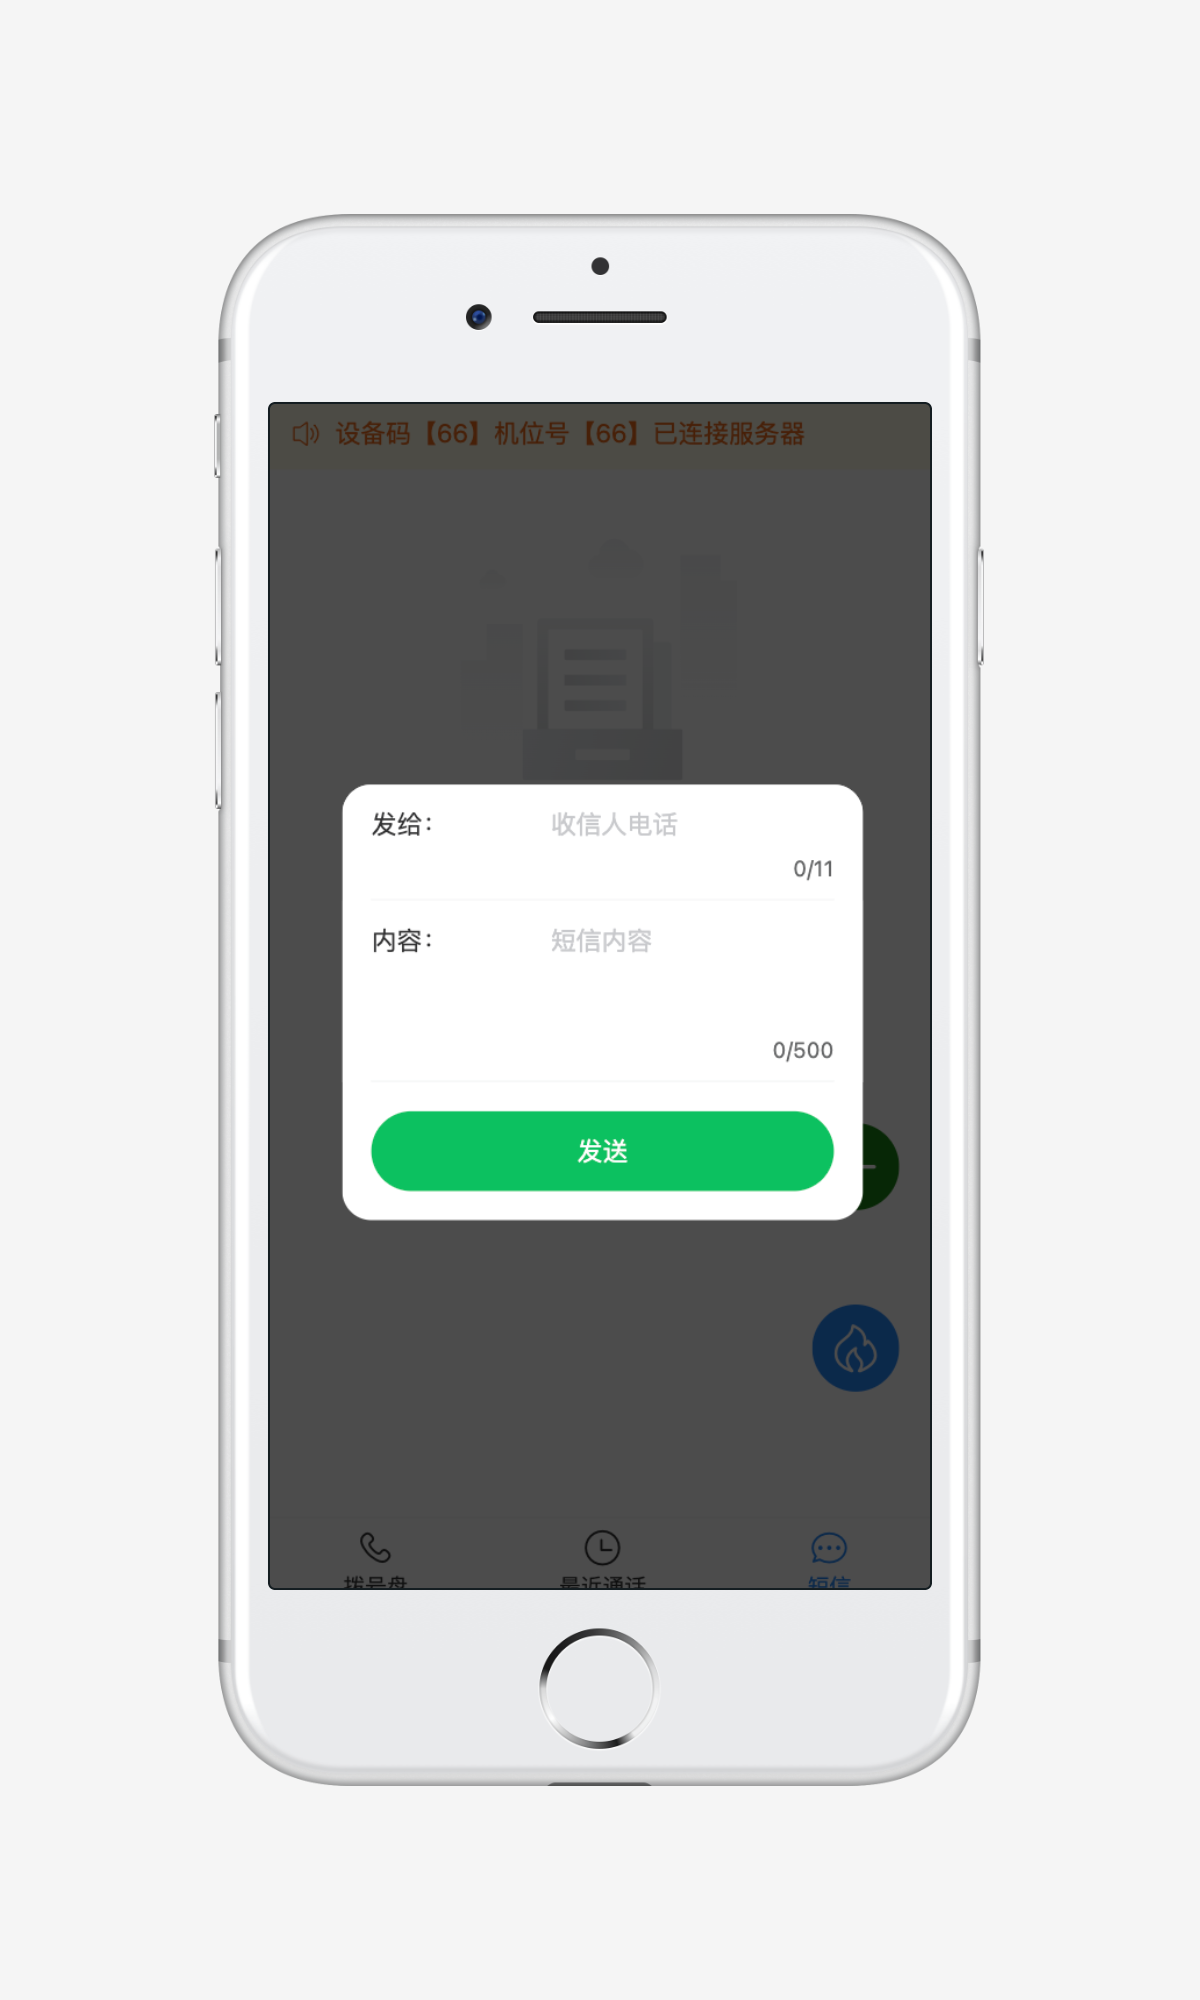 设备码【66】机位号【66】已连接服务器
发给：
收信人电话
0/11
内容：
短信内容
0/500
发送
拨号盘
最近通话
短信